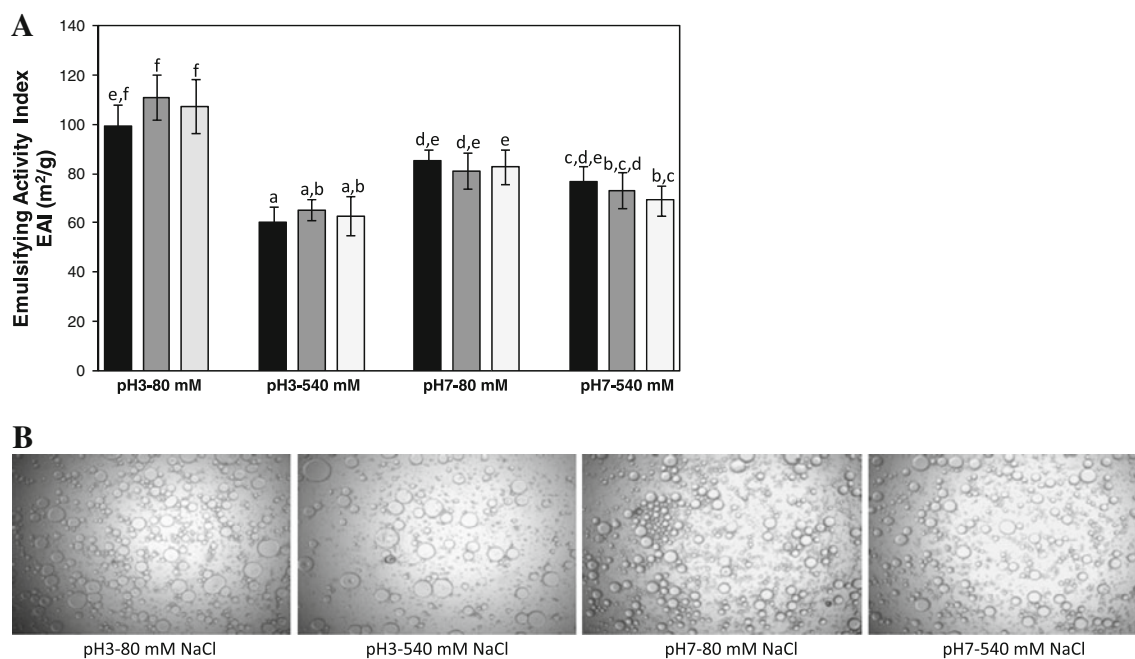 A
Emulsifying Activity Index
EAI (m²/g)
140
120
100
80
60
40
20
0
e,f
f
f
a
a,b
a,b
d,e
d,e
e
c,d,e
b,c,d
b,c
pH3-80 mM
pH3-540 mM
pH7-80 mM
pH7-540 mM
B
pH3-80 mM NaCl
pH3-540 mM NaCl
pH7-80 mM NaCl
pH7-540 mM NaCl